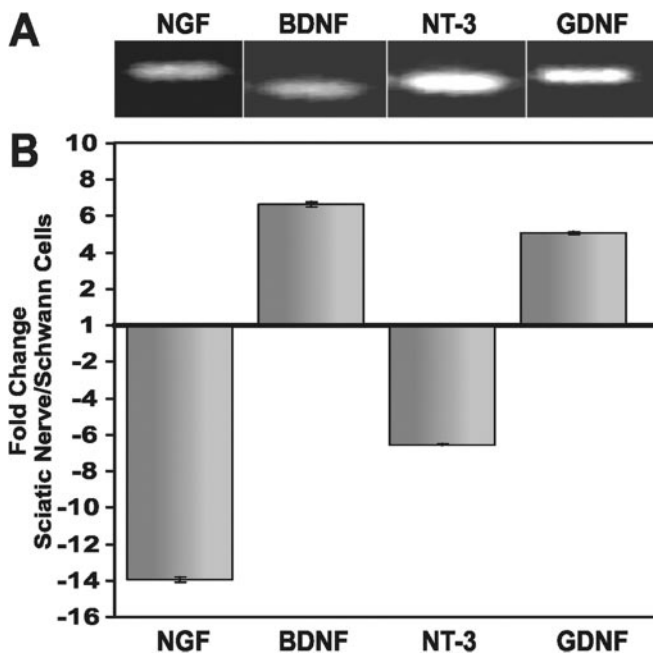 A
NGF BDNF NT-3 GDNF
B
Fold Change
Sciatic Nerve/Schwann Cells
10
8
6
4
2
1
-2
-4
-6
-8
-10
-12
-14
-16
NGF BDNF NT-3 GDNF